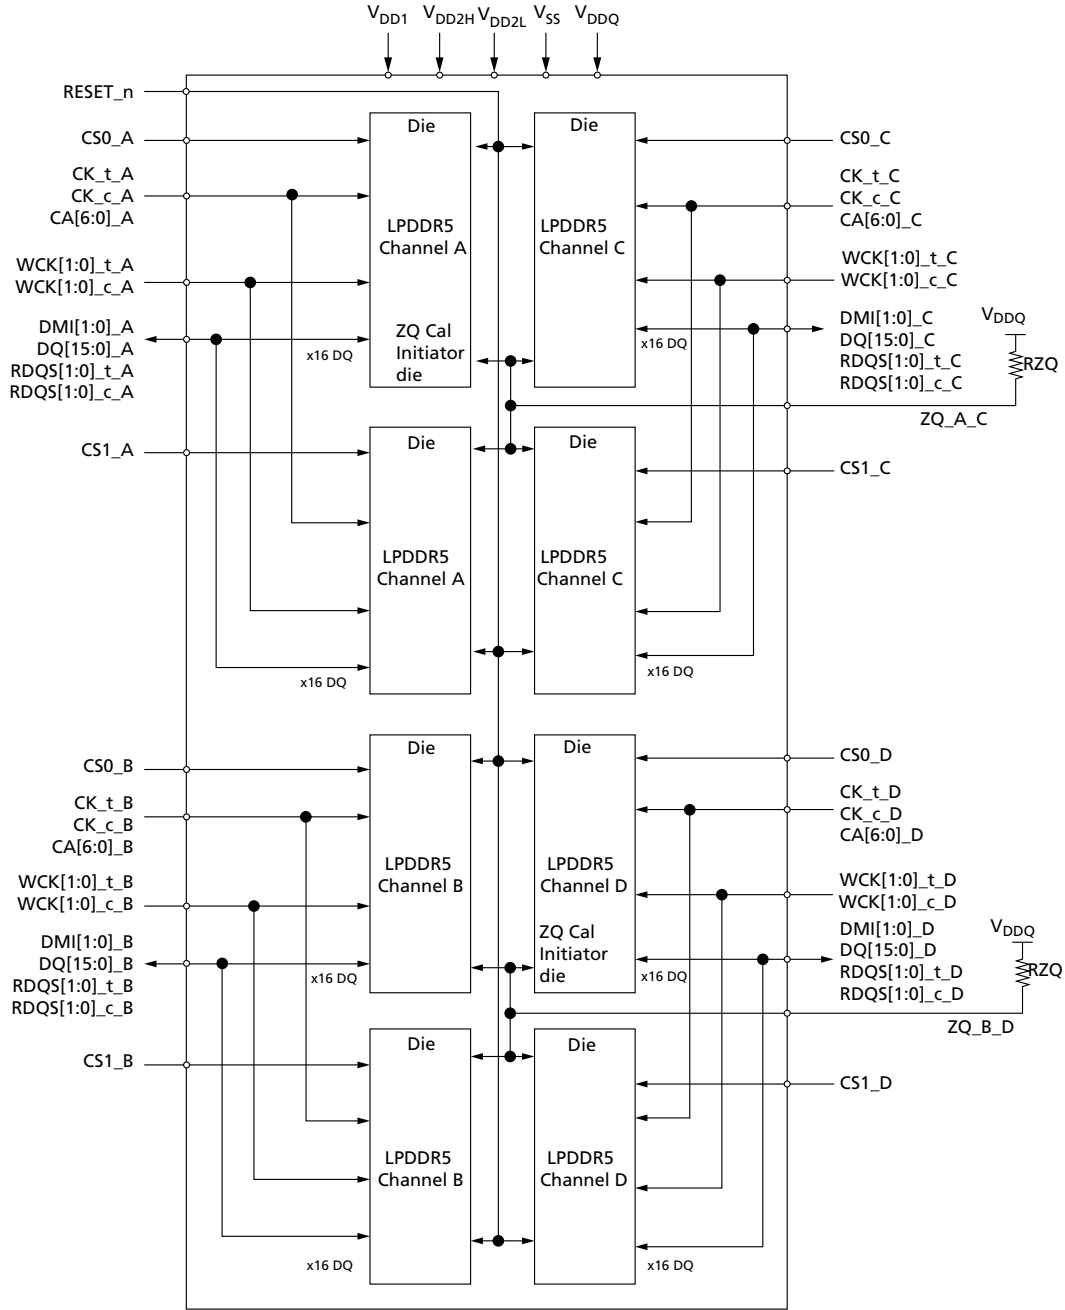 VDD1 VDD2H VDD2L VSS VDDQ
RESET_n
CS0_A
CK_t_A
CK_c_A
CA[6:0]_A
WCK[1:0]_t_A
WCK[1:0]_c_A
DMI[1:0]_A
DQ[15:0]_A
RDQS[1:0]_t_A
RDQS[1:0]_c_A
Die
LPDDR5
Channel A
ZQ Cal
Initiator
die
x16 DQ
Die
LPDDR5
Channel C
x16 DQ
CS0_C
CK_t_C
CK_c_C
CA[6:0]_C
WCK[1:0]_t_C
WCK[1:0]_c_C
DMI[1:0]_C
DQ[15:0]_C
RDQS[1:0]_t_C
RDQS[1:0]_c_C
VDDQ
RZQ
ZQ_A_C
CS1_A
Die
LPDDR5
Channel A
x16 DQ
Die
LPDDR5
Channel C
x16 DQ
CS1_C
CS0_B
CK_t_B
CK_c_B
CA[6:0]_B
WCK[1:0]_t_B
WCK[1:0]_c_B
DMI[1:0]_B
DQ[15:0]_B
RDQS[1:0]_t_B
RDQS[1:0]_c_B
Die
LPDDR5
Channel B
x16 DQ
Die
LPDDR5
Channel D
ZQ Cal
Initiator
die
x16 DQ
CS0_D
CK_t_D
CK_c_D
CA[6:0]_D
WCK[1:0]_t_D
WCK[1:0]_c_D
DMI[1:0]_D
DQ[15:0]_D
RDQS[1:0]_t_D
RDQS[1:0]_c_D
VDDQ
RZQ
ZQ_B_D
CS1_B
Die
LPDDR5
Channel B
x16 DQ
Die
LPDDR5
Channel D
x16 DQ
CS1_D